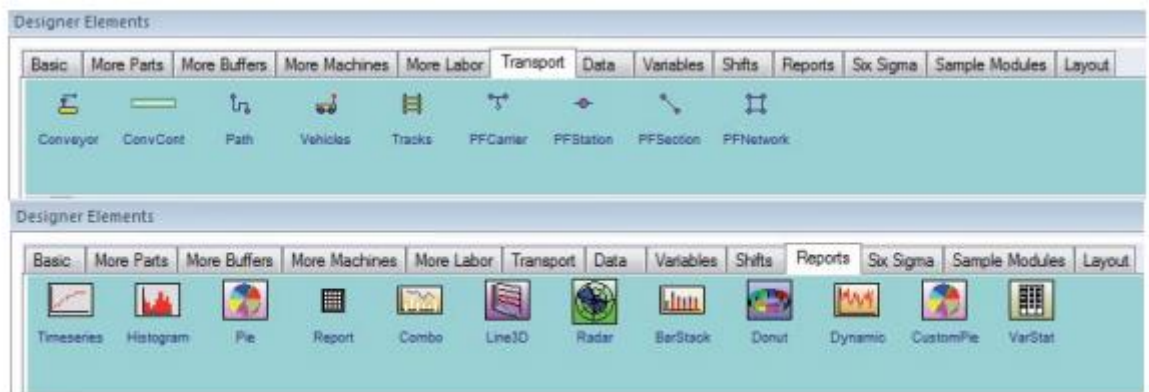 Designer Elements
Basic More Parts More Buffers More Machines More Labor Transport Data Variables Shifts Reports Six Sigma Sample Modules Layout
Conveyor ConvCont Path Vehicles Tracks PFCarrier PFStation PFSection PFNetwork
Designer Elements
Basic More Parts More Buffers More Machines More Labor Transport Data Variables Shifts Reports Six Sigma Sample Modules Layout
Timeseries Histogram Pie Report Combo Line3D Radar BarStack Donut Dynamic CustomPie VarStat